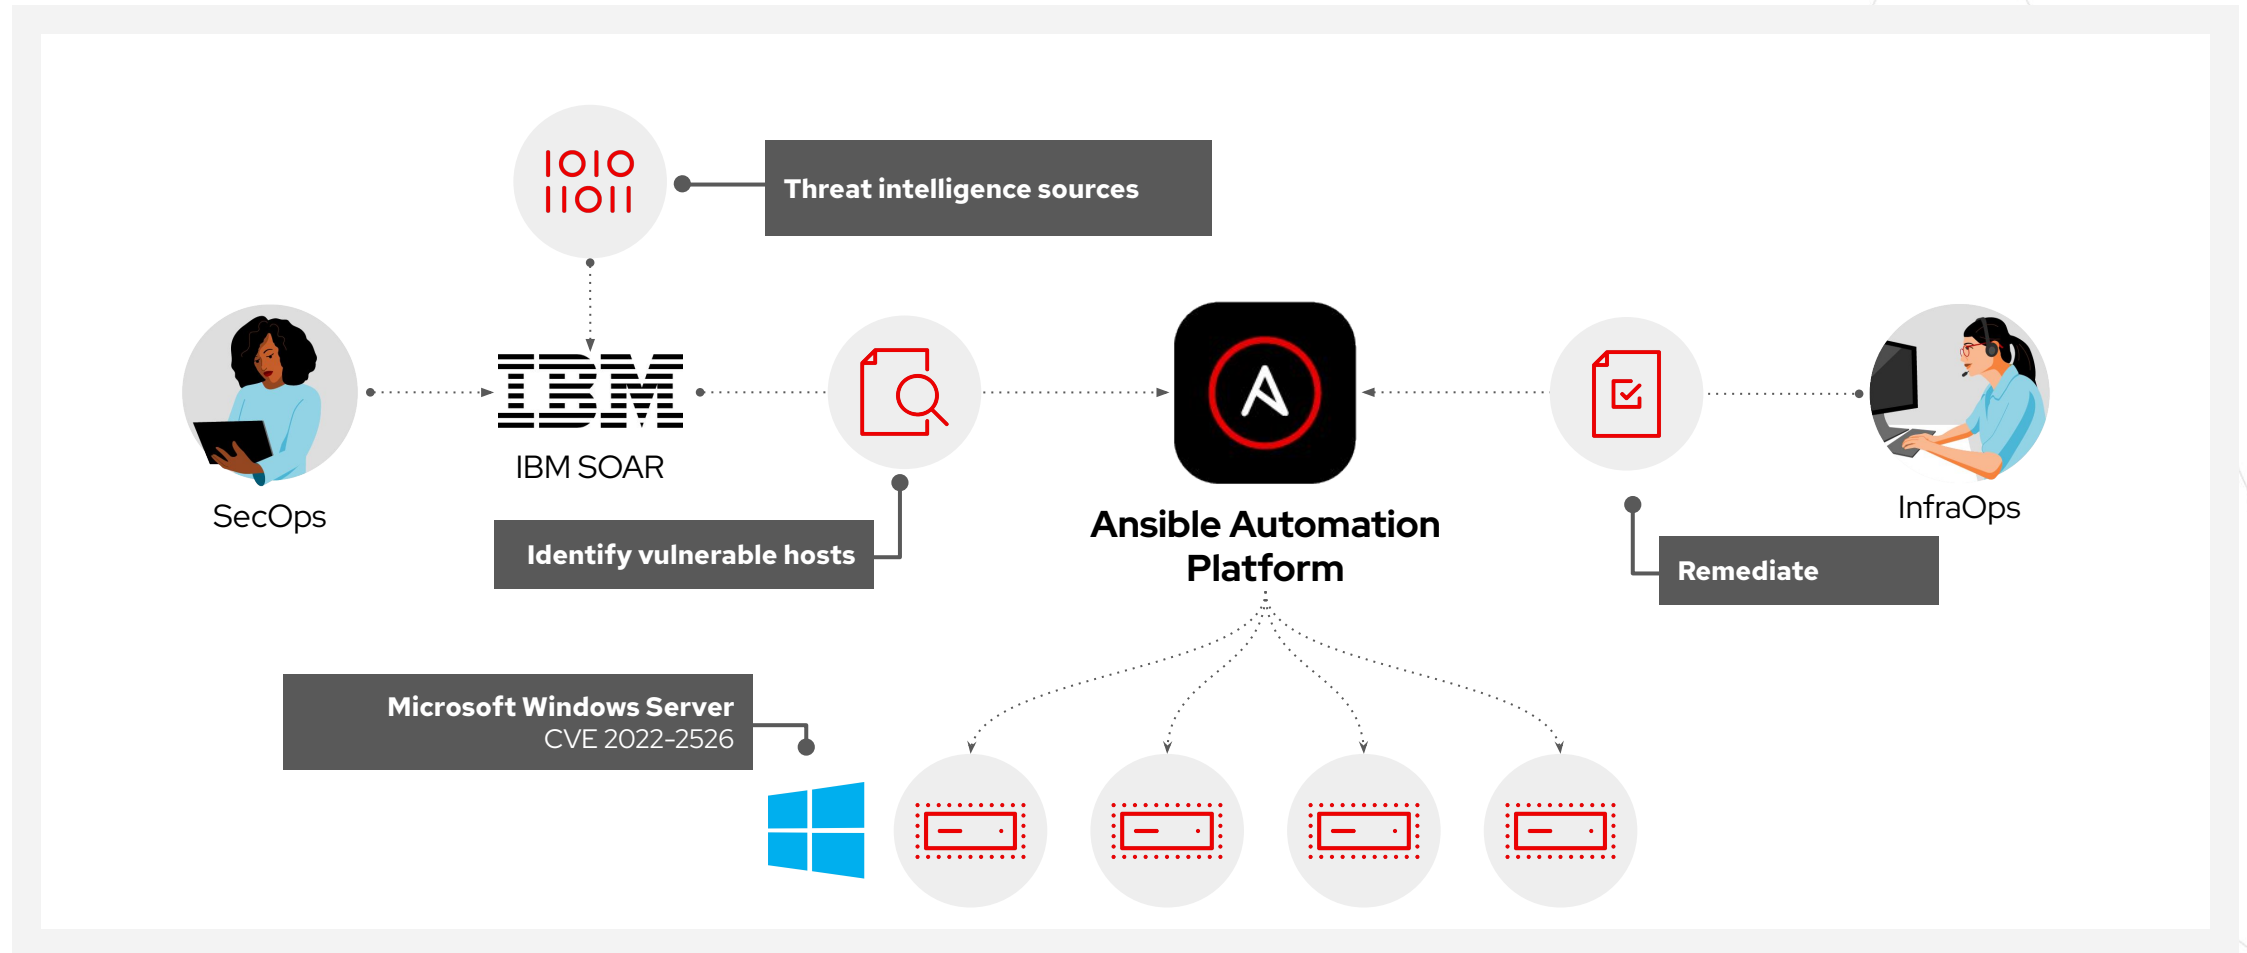 1010
11011
Threat intelligence sources
IBM
IBM SOAR
SecOps
Identify vulnerable hosts
A
Ansible Automation
Platform
InfraOps
Remediate
Microsoft Windows Server
CVE 2022-2526